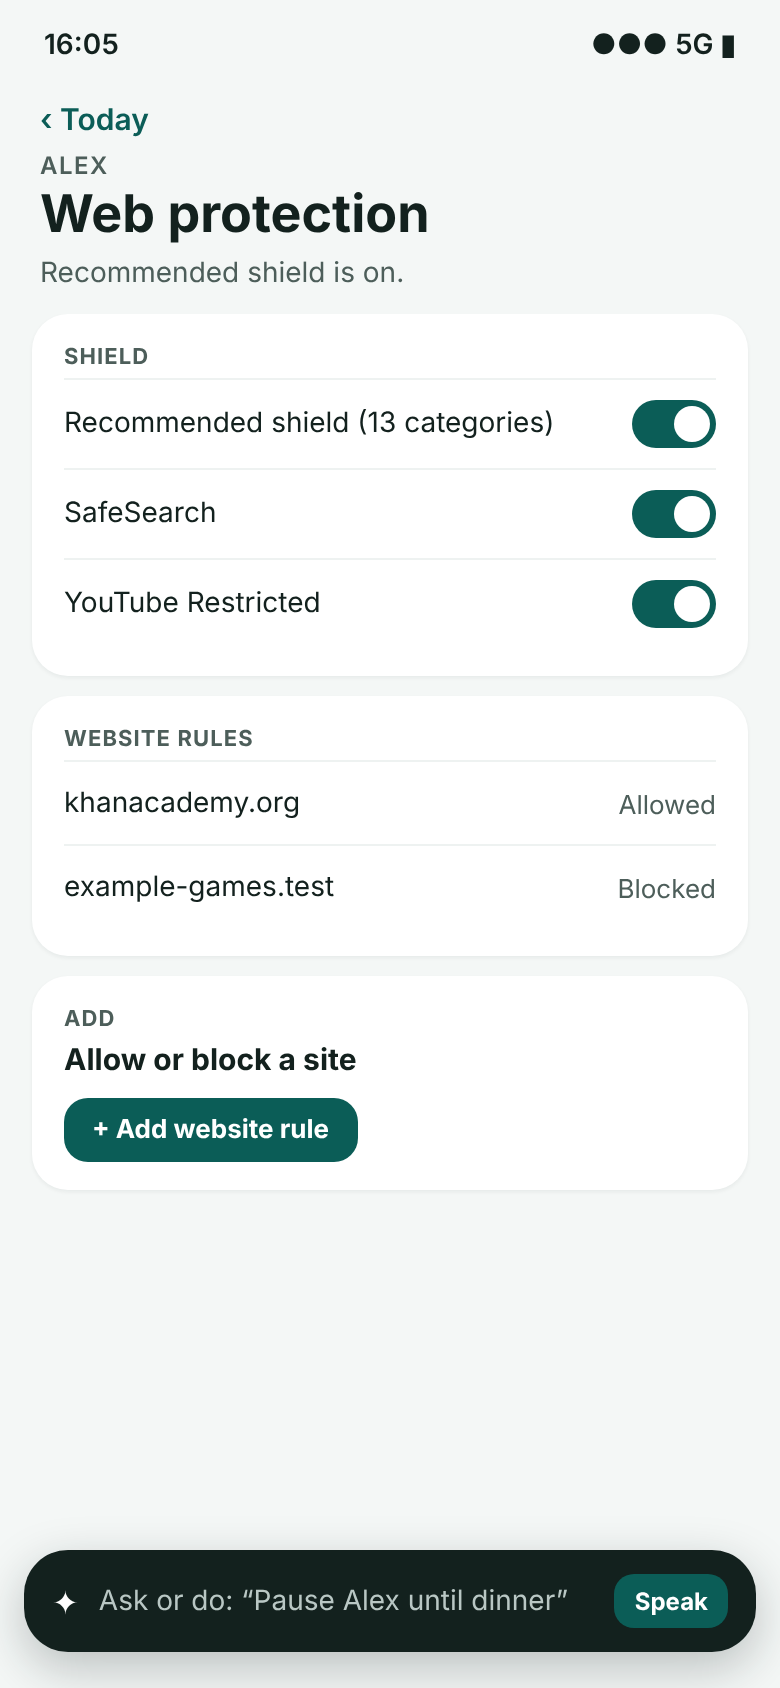 16:05
●●● 5G ▮
‹ Today
ALEX
Web protection
Recommended shield is on.
SHIELD
Recommended shield (13 categories)
SafeSearch
YouTube Restricted
WEBSITE RULES
khanacademy.org
Allowed
example-games.test
Blocked
ADD
Allow or block a site
+ Add website rule
✦ Ask or do: “Pause Alex until dinner”
Speak